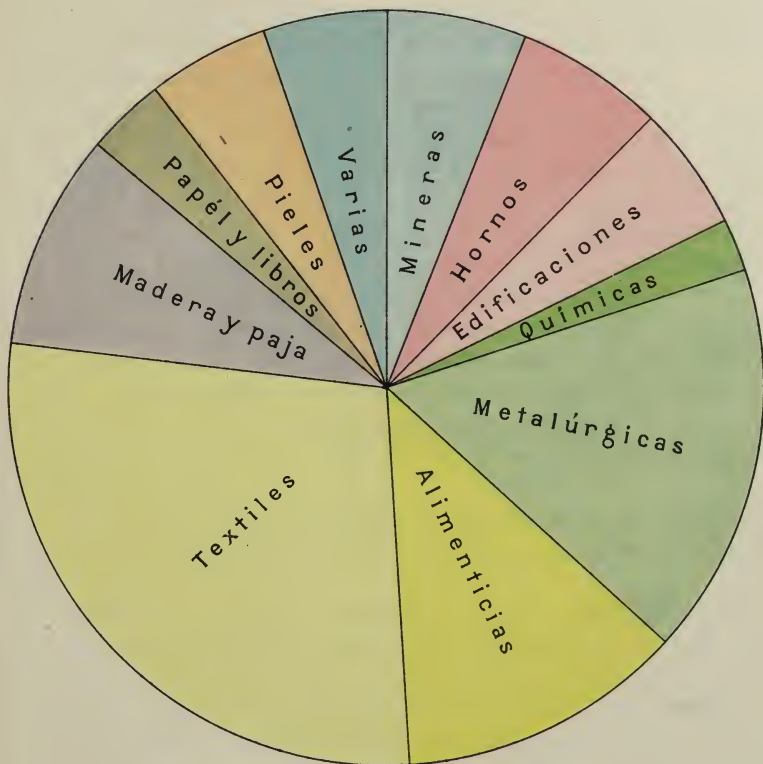 Mineras
Hornos
Edificaciones
Químicas
Metalúrgicas
Alimenticias
Textiles
Madera y paja
Papél y libros
Pieles
Varias